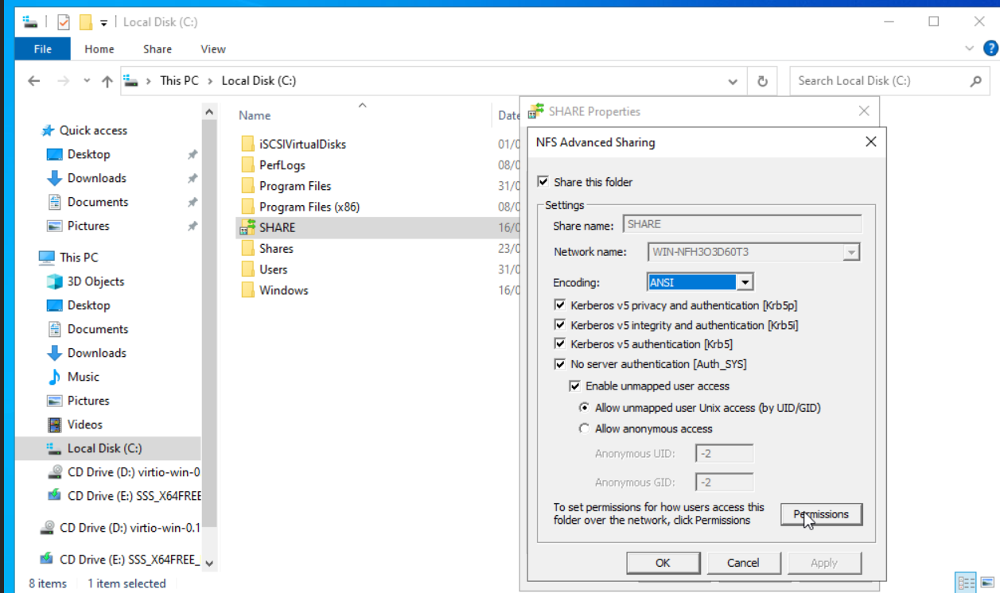 Local Disk (C:)
File Home Share View
This PC > Local Disk (C:)
Search Local Disk (C:)
Quick access
Desktop
Downloads
Documents
Pictures
This PC
3D Objects
Desktop
Documents
Downloads
Music
Pictures
Videos
Local Disk (C:)
CD Drive (D:) virtio-win-0
CD Drive (E:) SSS_X64FREE
CD Drive (D:) virtio-win-0.1
CD Drive (E:) SSS_X64FREE_
Name Date
iSCSIVirtualDisks 01/0
PerfLogs 08/0
Program Files 31/0
Program Files (x86) 08/0
SHARE 16/0
Shares 23/0
Users 31/0
Windows 16/0
SHARE Properties
NFS Advanced Sharing
Share this folder
Settings
Share name: SHARE
Network name: WIN-NFH3O3D60T3
Encoding: ANSI
Kerberos v5 privacy and authentication [Krb5p]
Kerberos v5 integrity and authentication [Krb5i]
Kerberos v5 authentication [Krb5]
No server authentication [Auth_SYS]
Enable unmapped user access
Allow unmapped user Unix access (by UID/GID)
Allow anonymous access
Anonymous UID: -2
Anonymous GID: -2
To set permissions for how users access this
folder over the network, click Permissions
Permissions
OK Cancel Apply
8 items 1 item selected